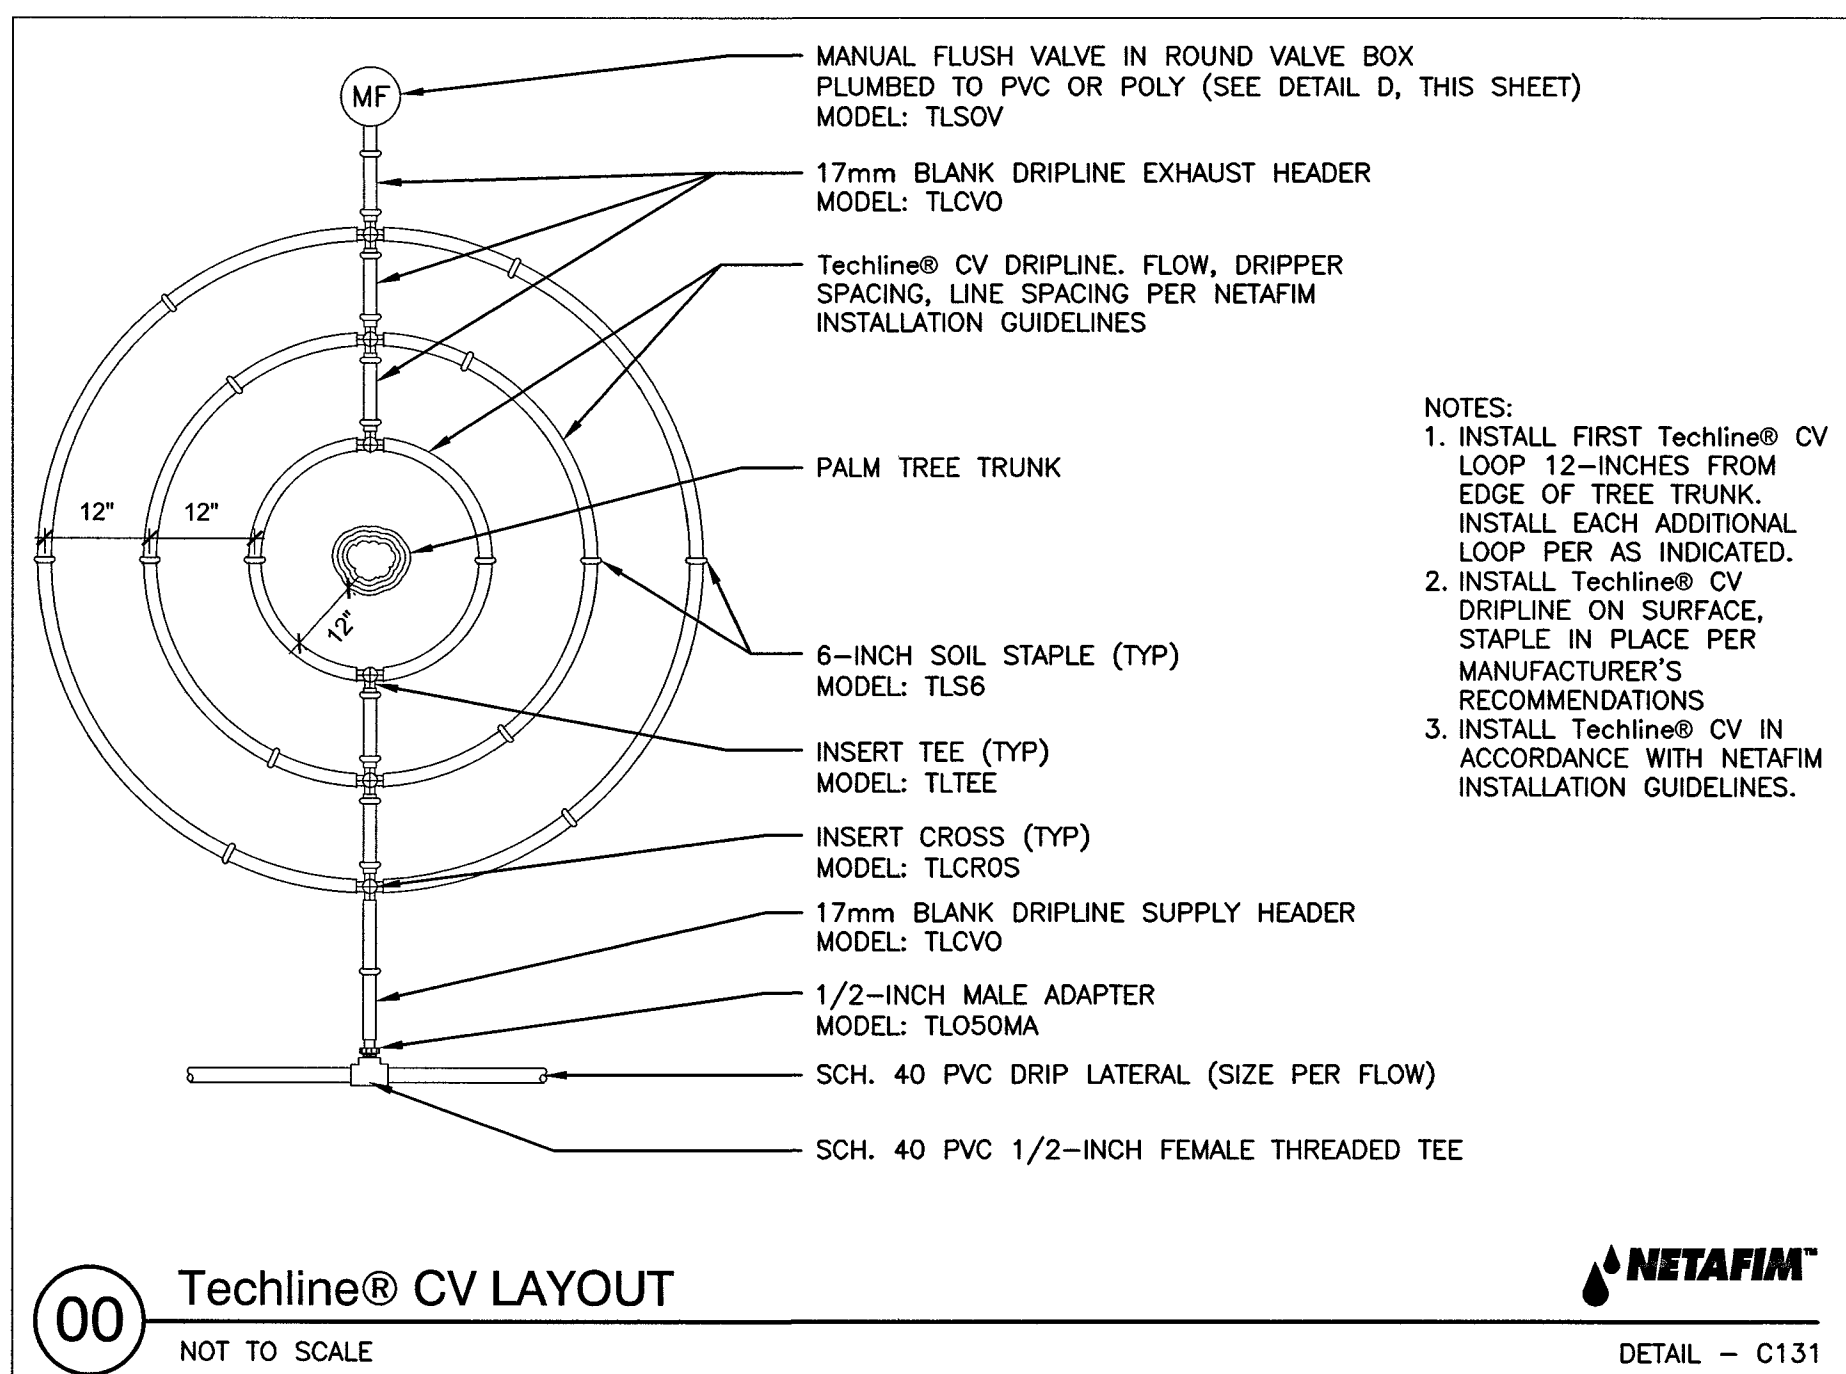 MF
MANUAL FLUSH VALVE IN ROUND VALVE BOX
PLUMBED TO PVC OR POLY (SEE DETAIL D, THIS SHEET)
MODEL: TLSOV
17mm BLANK DRIPLINE EXHAUST HEADER
MODEL: TLCV0
Techline® CV DRIPLINE. FLOW, DRIPPER
SPACING, LINE SPACING PER NETAFIM
INSTALLATION GUIDELINES
PALM TREE TRUNK
12"
12"
12"
6-INCH SOIL STAPLE (TYP)
MODEL: TLS6
INSERT TEE (TYP)
MODEL: TLTEE
INSERT CROSS (TYP)
MODEL: TLCROS
17mm BLANK DRIPLINE SUPPLY HEADER
MODEL: TLCV0
1/2-INCH MALE ADAPTER
MODEL: TL050MA
SCH. 40 PVC DRIP LATERAL (SIZE PER FLOW)
SCH. 40 PVC 1/2-INCH FEMALE THREADED TEE
NOTES:
1. INSTALL FIRST Techline® CV
LOOP 12-INCHES FROM
EDGE OF TREE TRUNK.
INSTALL EACH ADDITIONAL
LOOP PER AS INDICATED.
2. INSTALL Techline® CV
DRIPLINE ON SURFACE,
STAPLE IN PLACE PER
MANUFACTURER'S
RECOMMENDATIONS
3. INSTALL Techline® CV IN
ACCORDANCE WITH NETAFIM
INSTALLATION GUIDELINES.
00
Techline® CV LAYOUT
NOT TO SCALE
NETAFIM™
DETAIL - C131